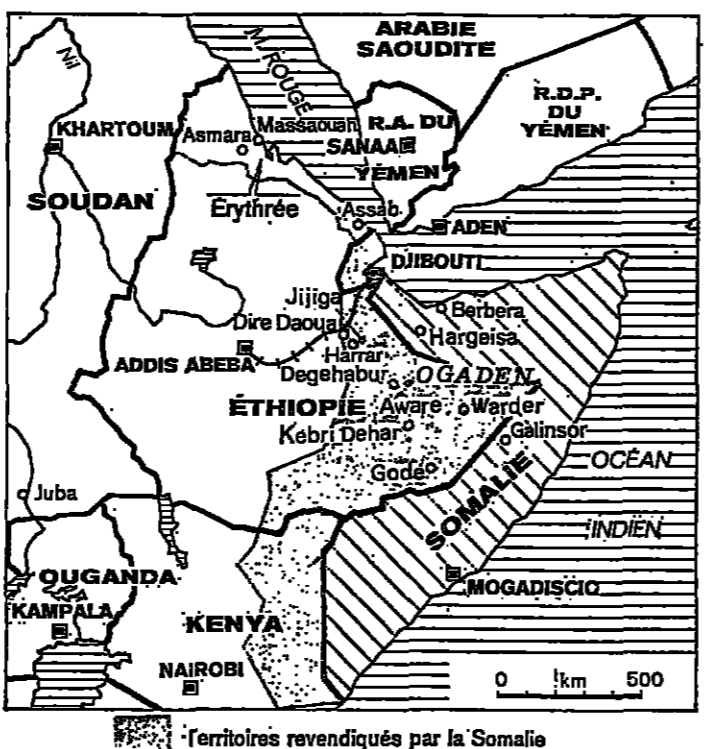 ARABIE
SAOUDITE
Nil
M. ROUGE
R.D.P.
DU
YÉMEN
KHARTOUM
Asmara
Massaouah
R.A. DU
SANAA
YÉMEN
SOUDAN
Érythrée
Assab
ADEN
DJIBOUTI
Jijiga
Berbera
Dire Daoua
Hargeisa
ADDIS ABEBA
Harrar
Degehabur
OGADEN
ÉTHIOPIE
Aware
Warder
Kebri Dehar
Galinsor
Godé
OCÉAN
Juba
SOMALIE
INDIEN
OUGANDA
MOGADISCIO
KAMPALA
KENYA
NAIROBI
0 km 500
Territoires revendiqués par la Somalie